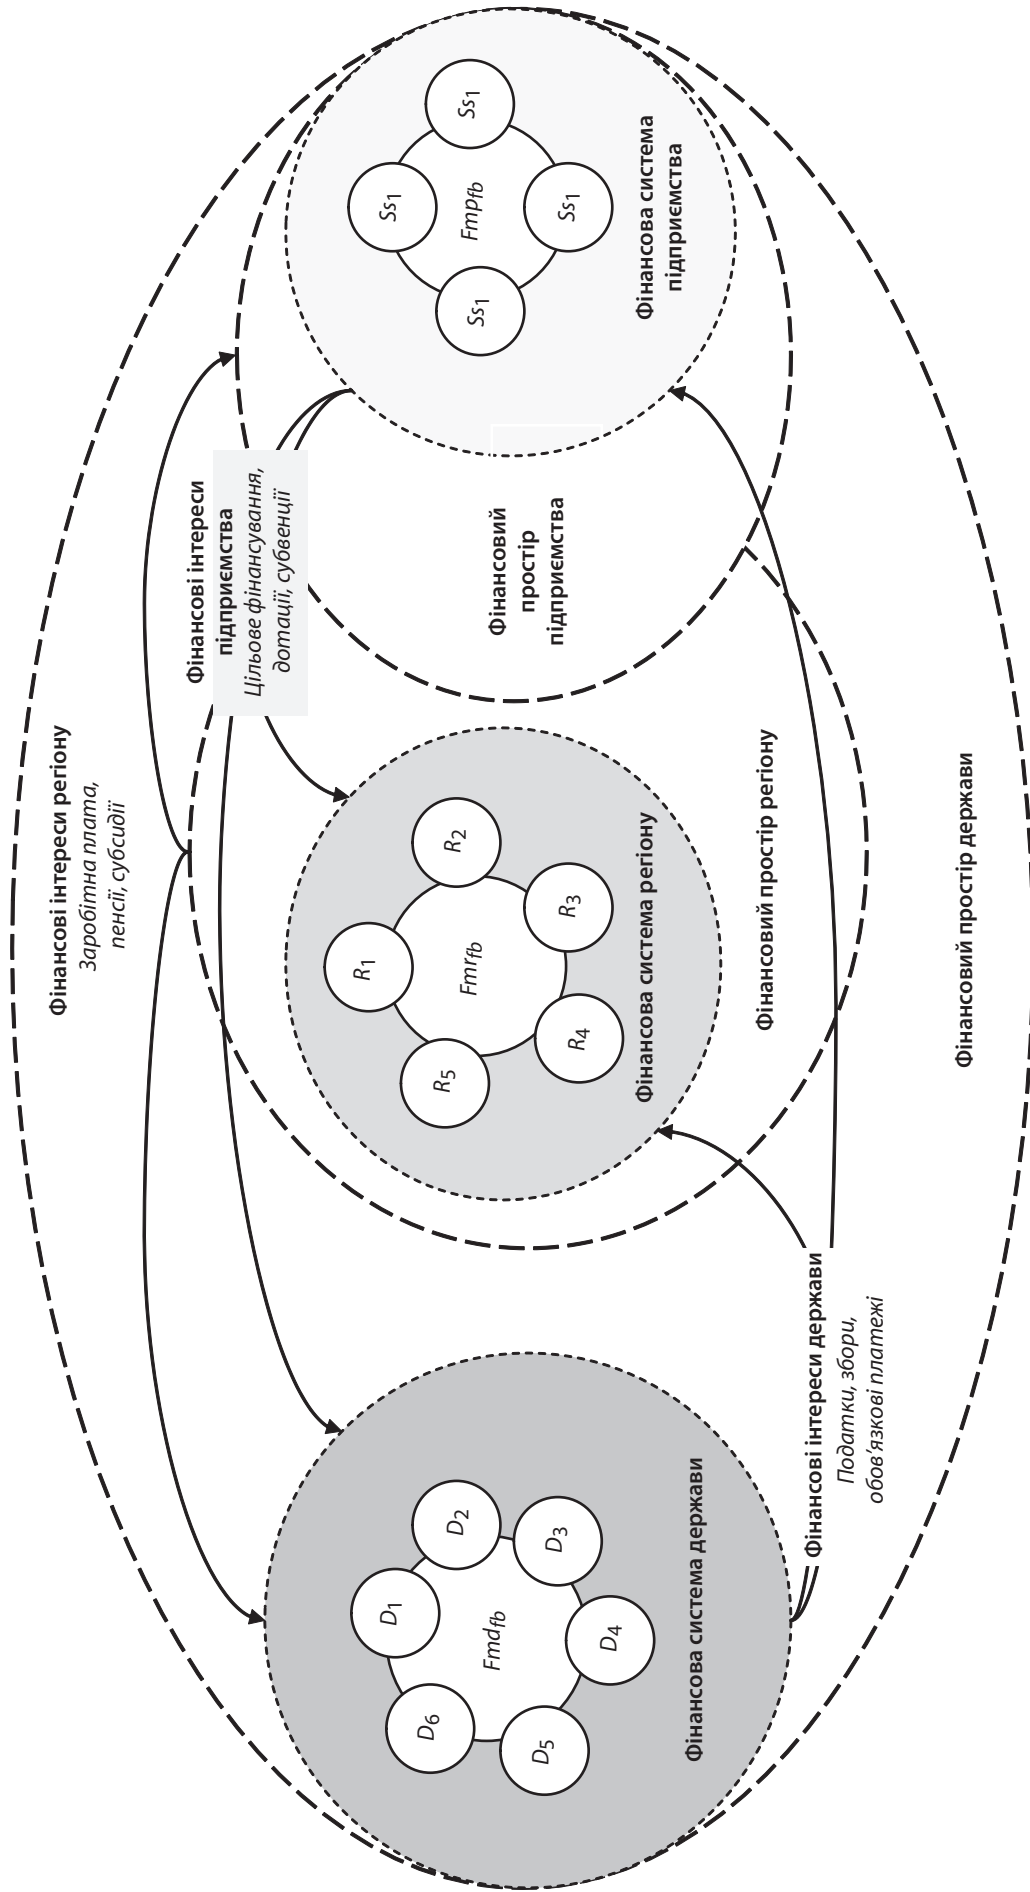 Фінансові інтереси регіону
Заробітна плата,
пенсії, субсидії
Фінансові інтереси
підприємства
Цільове фінансування,
дотації, субвенції
D1
D2
D3
D4
D5
D6
Fmdfb
Фінансова система держави
R1
R2
R3
R4
R5
Fmrfb
Фінансова система регіону
Фінансовий
простір
підприємства
Ss1
Ss1
Ss1
Ss1
Fmpfb
Фінансова система
підприємства
Фінансовий простір регіону
Фінансові інтереси держави
Податки, збори,
обов'язкові платежі
Фінансовий простір держави